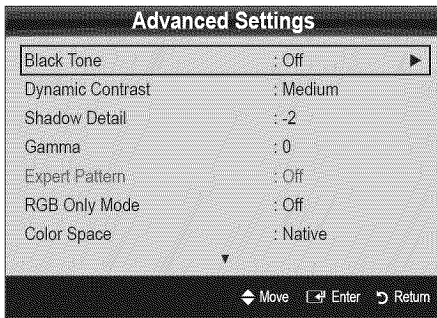 Advanced Settings
Black Tone : Off ▶
Dynamic Contrast : Medium
Shadow Detail : -2
Gamma : 0
Expert Pattern : Off
RGB Only Mode : Off
Color Space : Native
▼
Move Enter Return